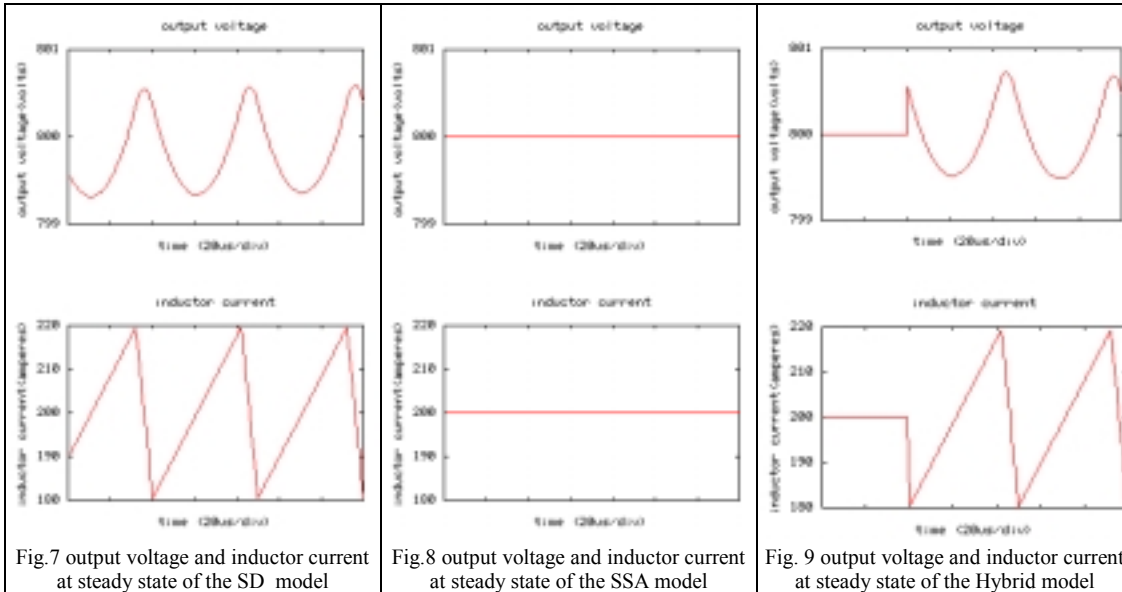 output voltage
801
800
799
output voltage(volts)
time (20us/div)
inductor current
220
210
200
190
180
inductor current(amperes)
time (20us/div)
Fig.7 output voltage and inductor current
at steady state of the SD model
output voltage
801
800
799
output voltage(volts)
time (20us/div)
inductor current
220
210
200
190
180
inductor current(amperes)
time (20us/div)
Fig.8 output voltage and inductor current
at steady state of the SSA model
output voltage
801
800
799
output voltage(volts)
time (20us/div)
inductor current
220
210
200
190
180
inductor current(amperes)
time (20us/div)
Fig. 9 output voltage and inductor current
at steady state of the Hybrid model